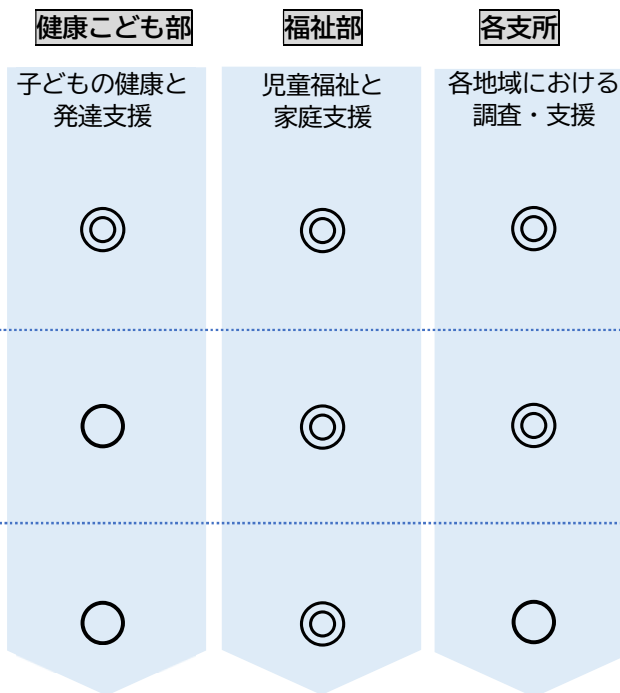 健康こども部
福祉部
各支所
子どもの健康と
発達支援
児童福祉と
家庭支援
各地域における
調査・支援
◎ ◎ ◎
○ ◎ ◎
○ ◎ ○